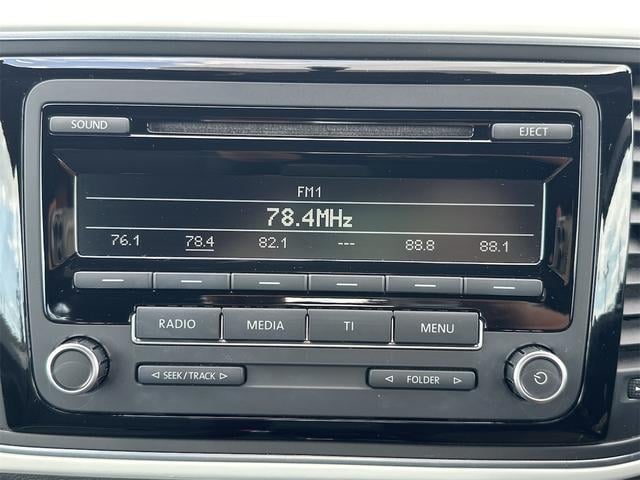 SOUND EJECT
FM1
78.4MHz
76.1 78.4 82.1 --- 88.8 88.1
RADIO MEDIA TI MENU
◁ SEEK/TRACK ▷ ◁ FOLDER ▷